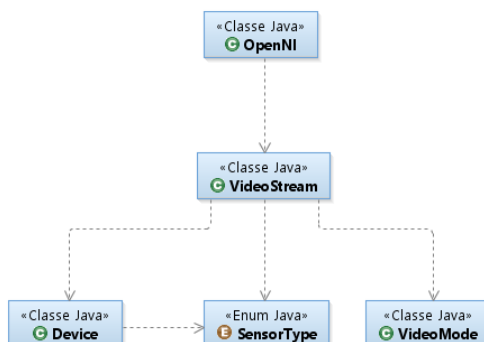 «Classe Java»
OpenNI
«Classe Java»
VideoStream
«Classe Java»
Device
«Enum Java»
SensorType
«Classe Java»
VideoMode